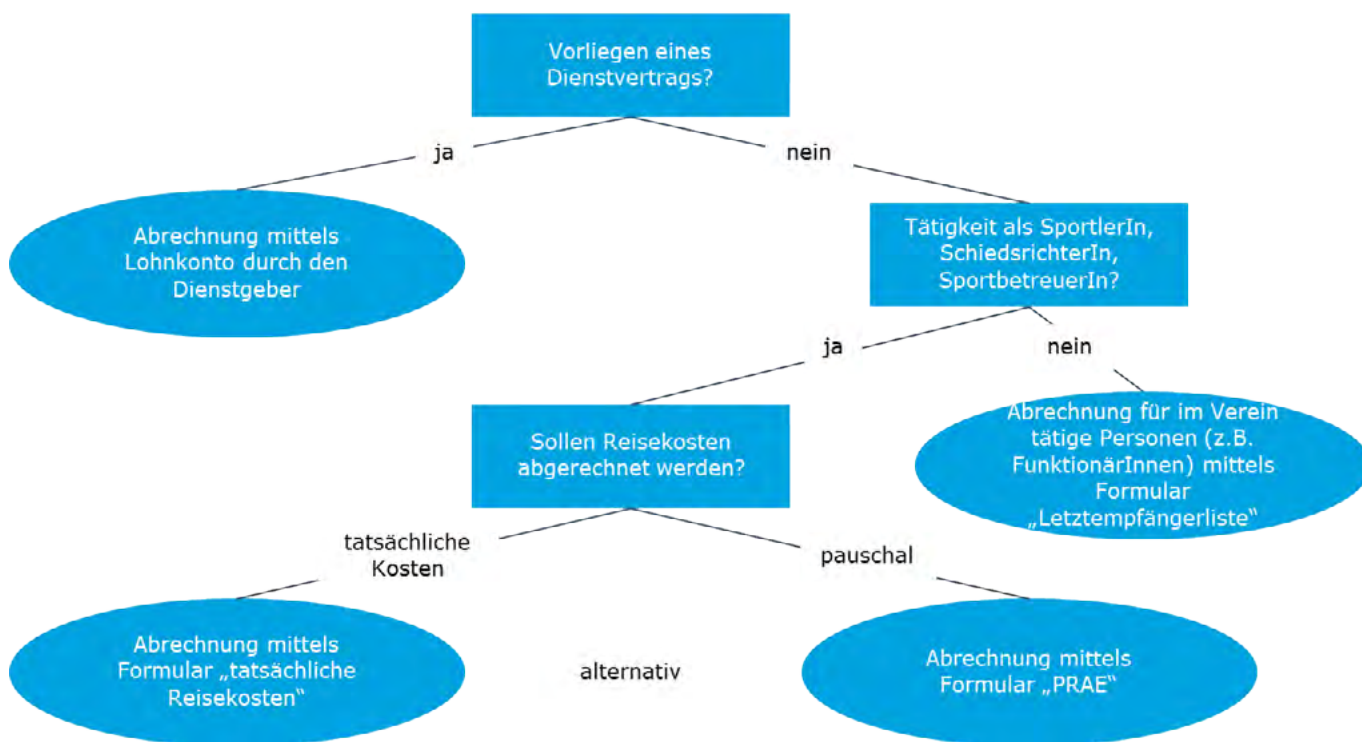 Vorliegen eines
Dienstvertrags?
ja
nein
Abrechnung mittels
Lohnkonto durch den
Dienstgeber
Tätigkeit als SportlerIn,
SchiedsrichterIn,
SportbetreuerIn?
ja
nein
Sollen Reisekosten
abgerechnet werden?
Abrechnung für im Verein
tätige Personen (z.B.
FunktionärInnen) mittels
Formular
„Letztempfängerliste“
tatsächliche
Kosten
pauschal
Abrechnung mittels
Formular „tatsächliche
Reisekosten“
alternativ
Abrechnung mittels
Formular „PRAE“